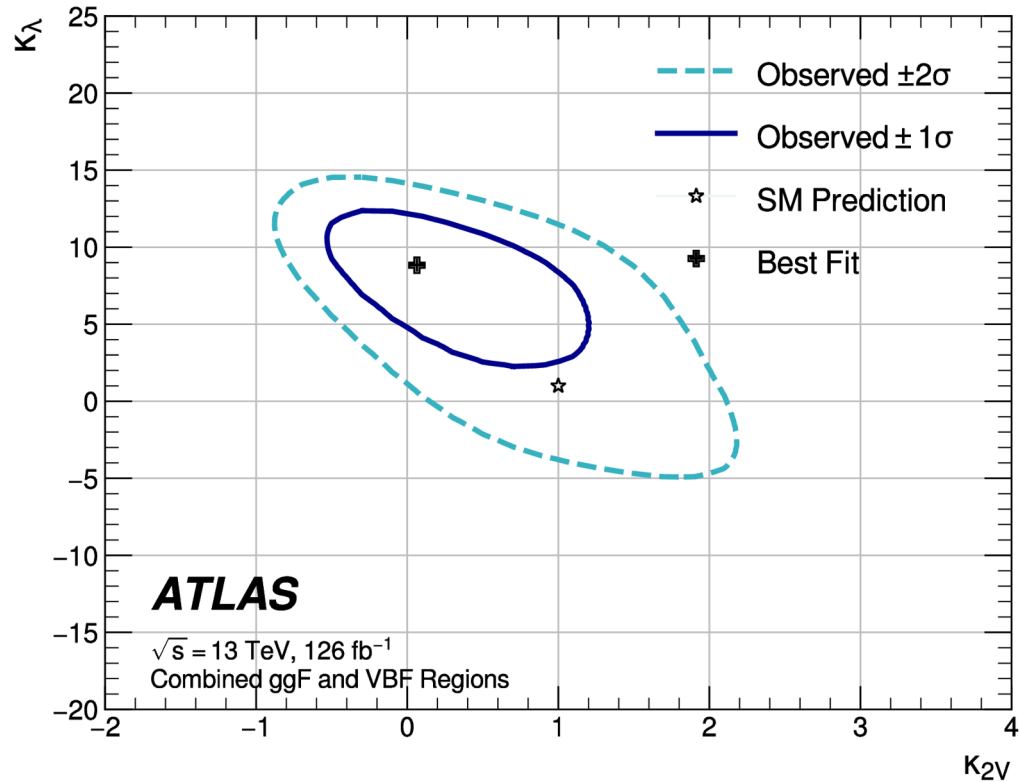 κλ
25
20
15
10
5
0
−5
−10
−15
−20
−2
−1
0
1
2
3
4
κ2V
Observed ±2σ
Observed ± 1σ
SM Prediction
Best Fit
ATLAS
√s = 13 TeV, 126 fb⁻¹
Combined ggF and VBF Regions